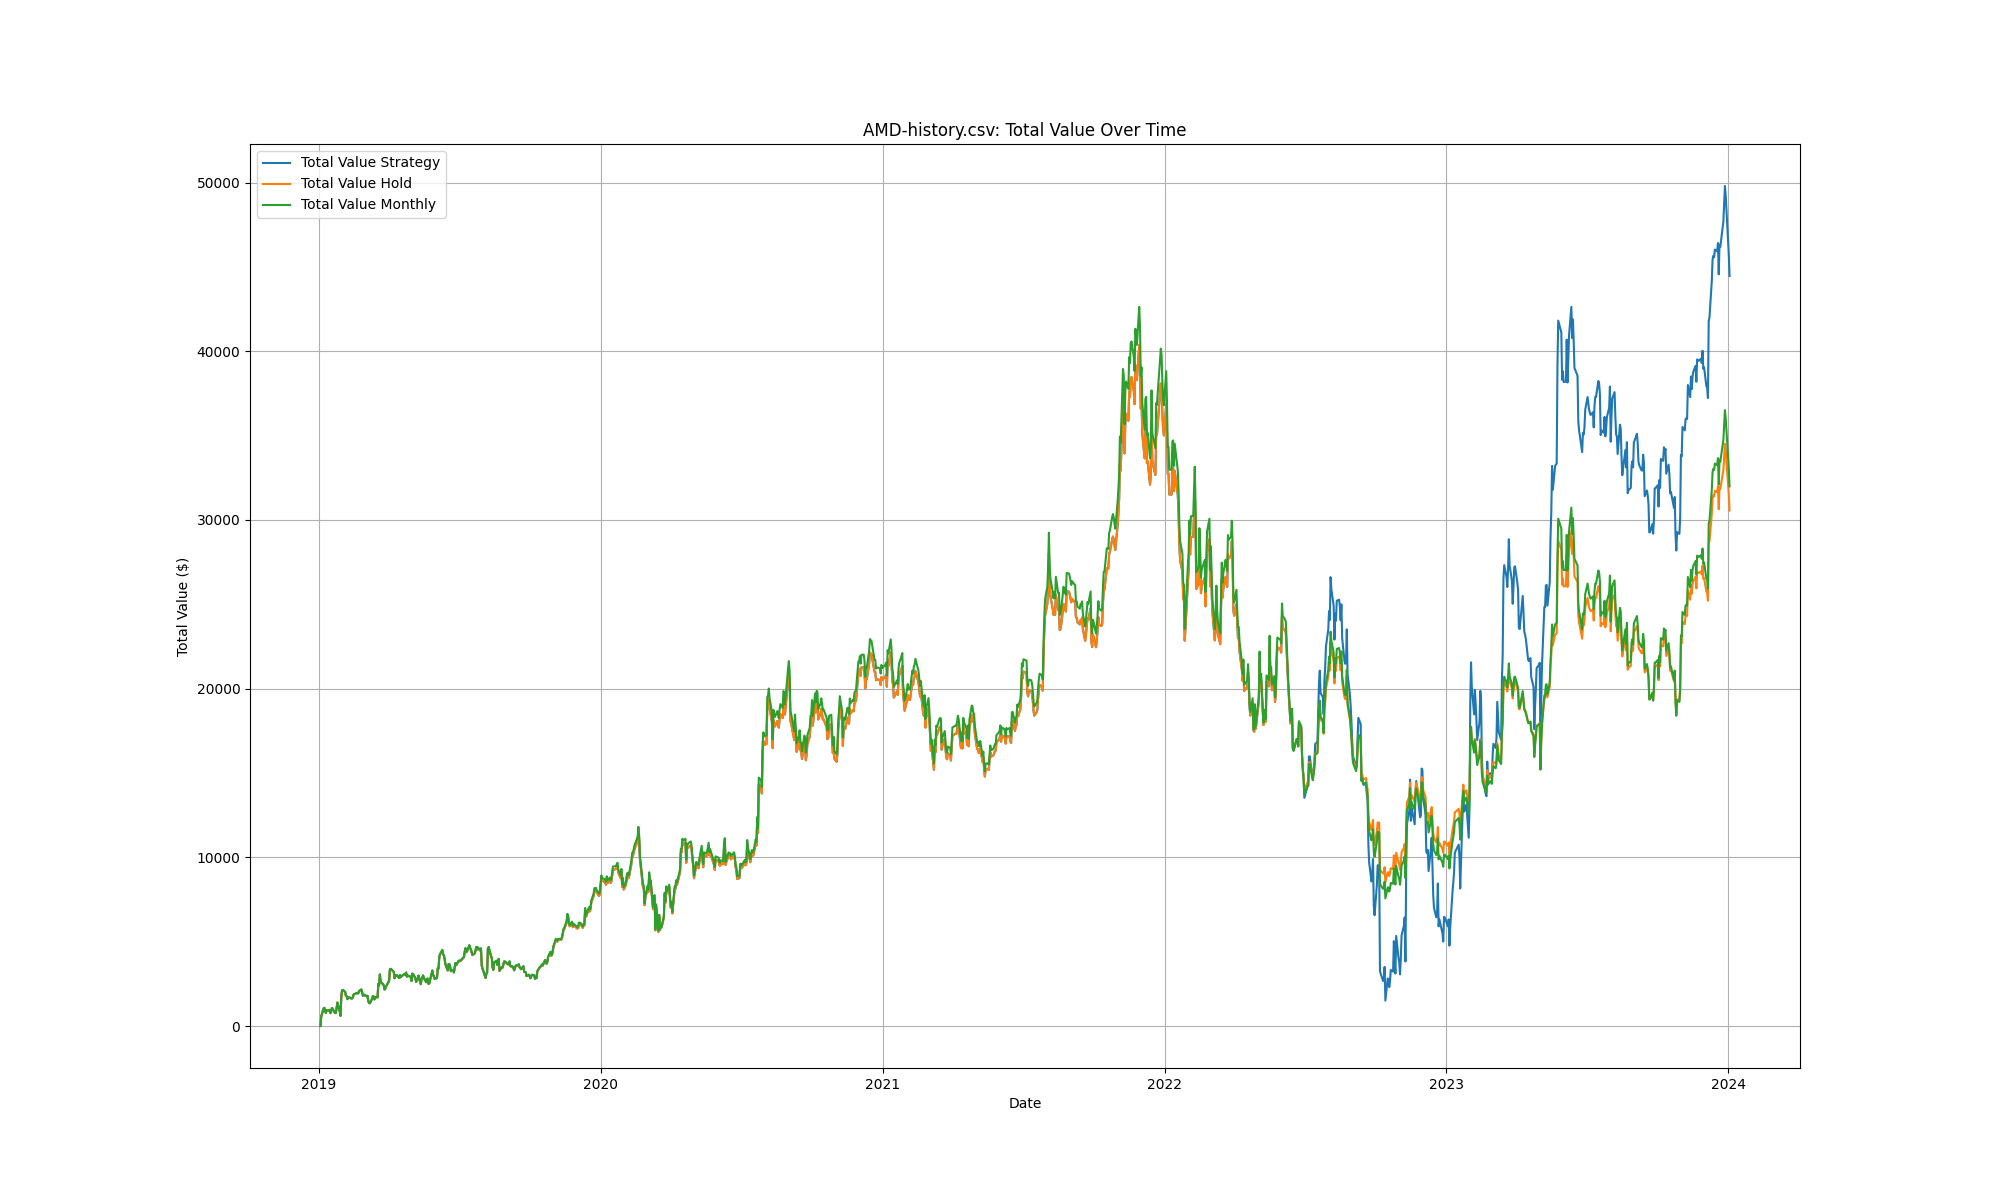 AMD-history.csv: Total Value Over Time
Total Value Strategy
Total Value Hold
Total Value Monthly
50000
40000
30000
20000
10000
0
Total Value ($)
2019 2020 2021 2022 2023 2024
Date